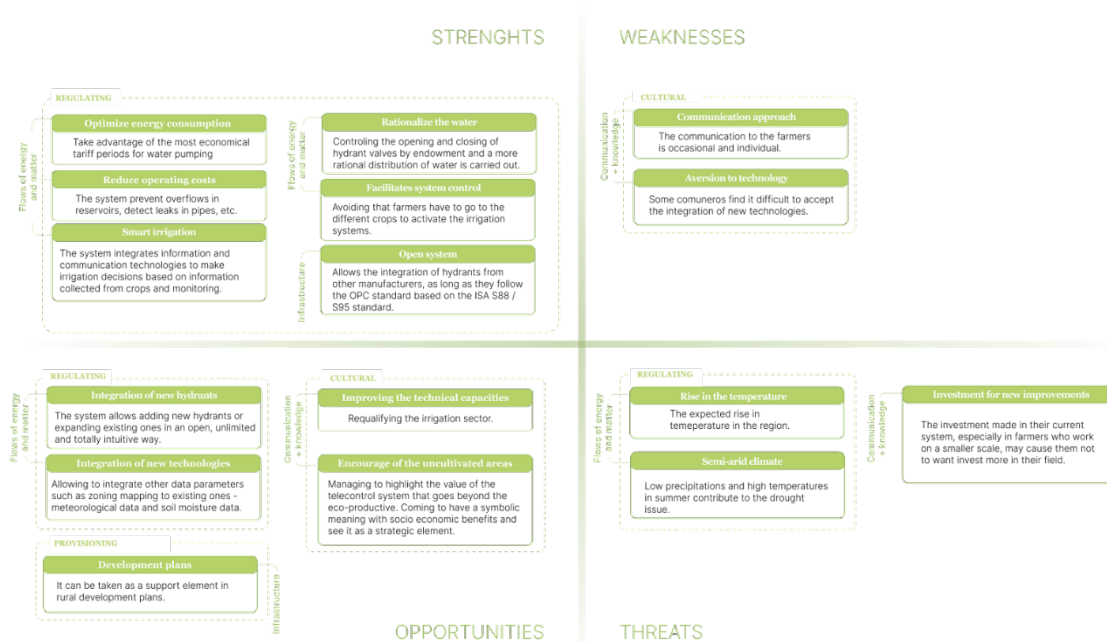 STRENGHTS
REGULATING
Flows of energy
and matter
Optimize energy consumption
Take advantage of the most economical
tariff periods for water pumping
Reduce operating costs
The system prevent overflows in
reservoirs, detect leaks in pipes, etc.
Smart irrigation
The system integrates information and
communication technologies to make
irrigation decisions based on information
collected from crops and monitoring.
Flows of energy
and matter
Rationalize the water
Controling the opening and closing of
hydrant valves by endowment and a more
rational distribution of water is carried out.
Facilitates system control
Avoiding that farmers have to go to the
different crops to activate the irrigation
systems.
Infrastructure
Open system
Allows the integration of hydrants from
other manufacturers, as long as they follow
the OPC standard based on the ISA S88 /
S95 standard.
WEAKNESSES
CULTURAL
Communication
+ knowledge
Communication approach
The communication to the farmers
is occasional and individual.
Aversion to technology
Some comuneros find it difficult to accept
the integration of new technologies.
REGULATING
Flows of energy
and matter
Integration of new hydrants
The system allows adding new hydrants or
expanding existing ones in an open, unlimited
and totally intuitive way.
Integration of new technologies
Allowing to integrate other data parameters
such as zoning mapping to existing ones -
meteorological data and soil moisture data.
PROVISIONING
Development plans
It can be taken as a support element in
rural development plans.
Infrastructure
CULTURAL
Communication
+ knowledge
Improving the technical capacities
Requalifying the irrigation sector.
Encourage of the uncultivated areas
Managing to highlight the value of the
telecontrol system that goes beyond the
eco-productive. Coming to have a symbolic
meaning with socio economic benefits and
see it as a strategic element.
OPPORTUNITIES
REGULATING
Flows of energy
and matter
Rise in the temperature
The expected rise in
temeperature in the region.
Semi-arid climate
Low precipitations and high temperatures
in summer contribute to the drought
issue.
Communication
+ knowledge
Investment for new improvements
The investment made in their current
system, especially in farmers who work
on a smaller scale, may cause them not
to want invest more in their field.
THREATS